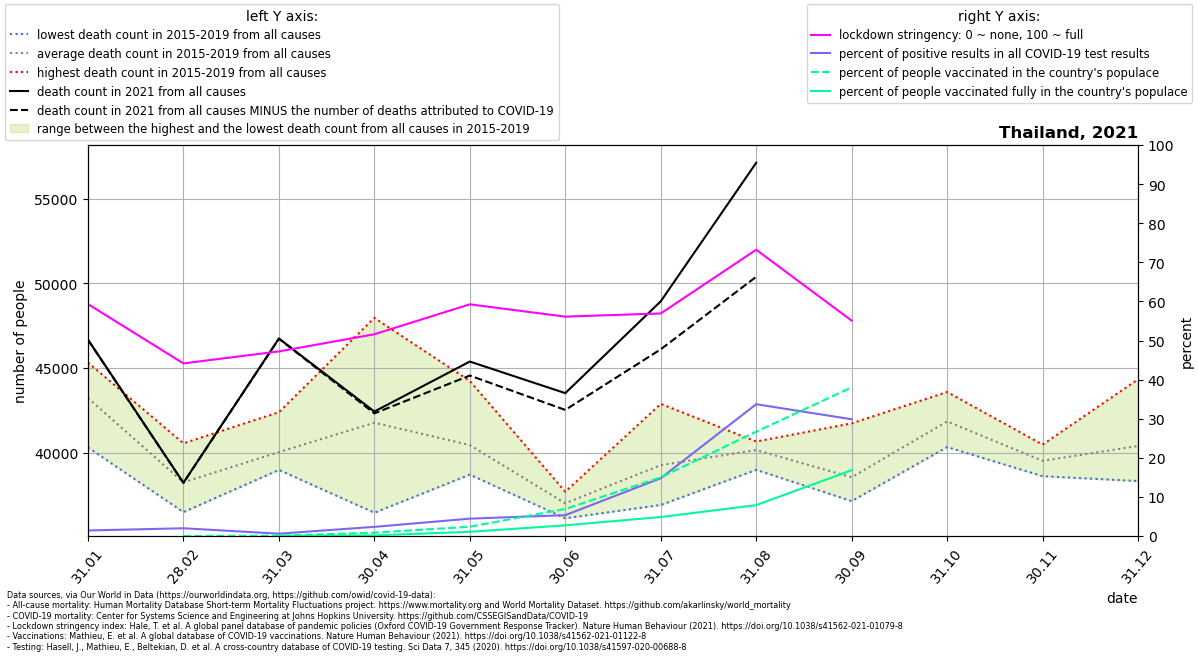 left Y axis:
lowest death count in 2015-2019 from all causes
average death count in 2015-2019 from all causes
highest death count in 2015-2019 from all causes
death count in 2021 from all causes
death count in 2021 from all causes MINUS the number of deaths attributed to COVID-19
range between the highest and the lowest death count from all causes in 2015-2019
right Y axis:
lockdown stringency: 0 ~ none, 100 ~ full
percent of positive results in all COVID-19 test results
percent of people vaccinated in the country's populace
percent of people vaccinated fully in the country's populace
Thailand, 2021
number of people
55000
50000
45000
40000
100
90
80
70
60
50
40
30
20
10
0
percent
31.01
28.02
31.03
30.04
31.05
30.06
31.07
31.08
30.09
31.10
30.11
31.12
date
Data sources, via Our World in Data (https://ourworldindata.org, https://github.com/owid/covid-19-data):
- All-cause mortality: Human Mortality Database Short-term Mortality Fluctuations project. https://www.mortality.org and World Mortality Dataset. https://github.com/akarlinsky/world_mortality
- COVID-19 mortality: Center for Systems Science and Engineering at Johns Hopkins University. https://github.com/CSSEGISandData/COVID-19
- Lockdown stringency index: Hale, T. et al. A global panel database of pandemic policies (Oxford COVID-19 Government Response Tracker). Nature Human Behaviour (2021). https://doi.org/10.1038/s41562-021-01079-8
- Vaccinations: Mathieu, E. et al. A global database of COVID-19 vaccinations. Nature Human Behaviour (2021). https://doi.org/10.1038/s41562-021-01122-8
- Testing: Hasell, J., Mathieu, E., Beltekian, D. et al. A cross-country database of COVID-19 testing. Sci Data 7, 345 (2020). https://doi.org/10.1038/s41597-020-00688-8